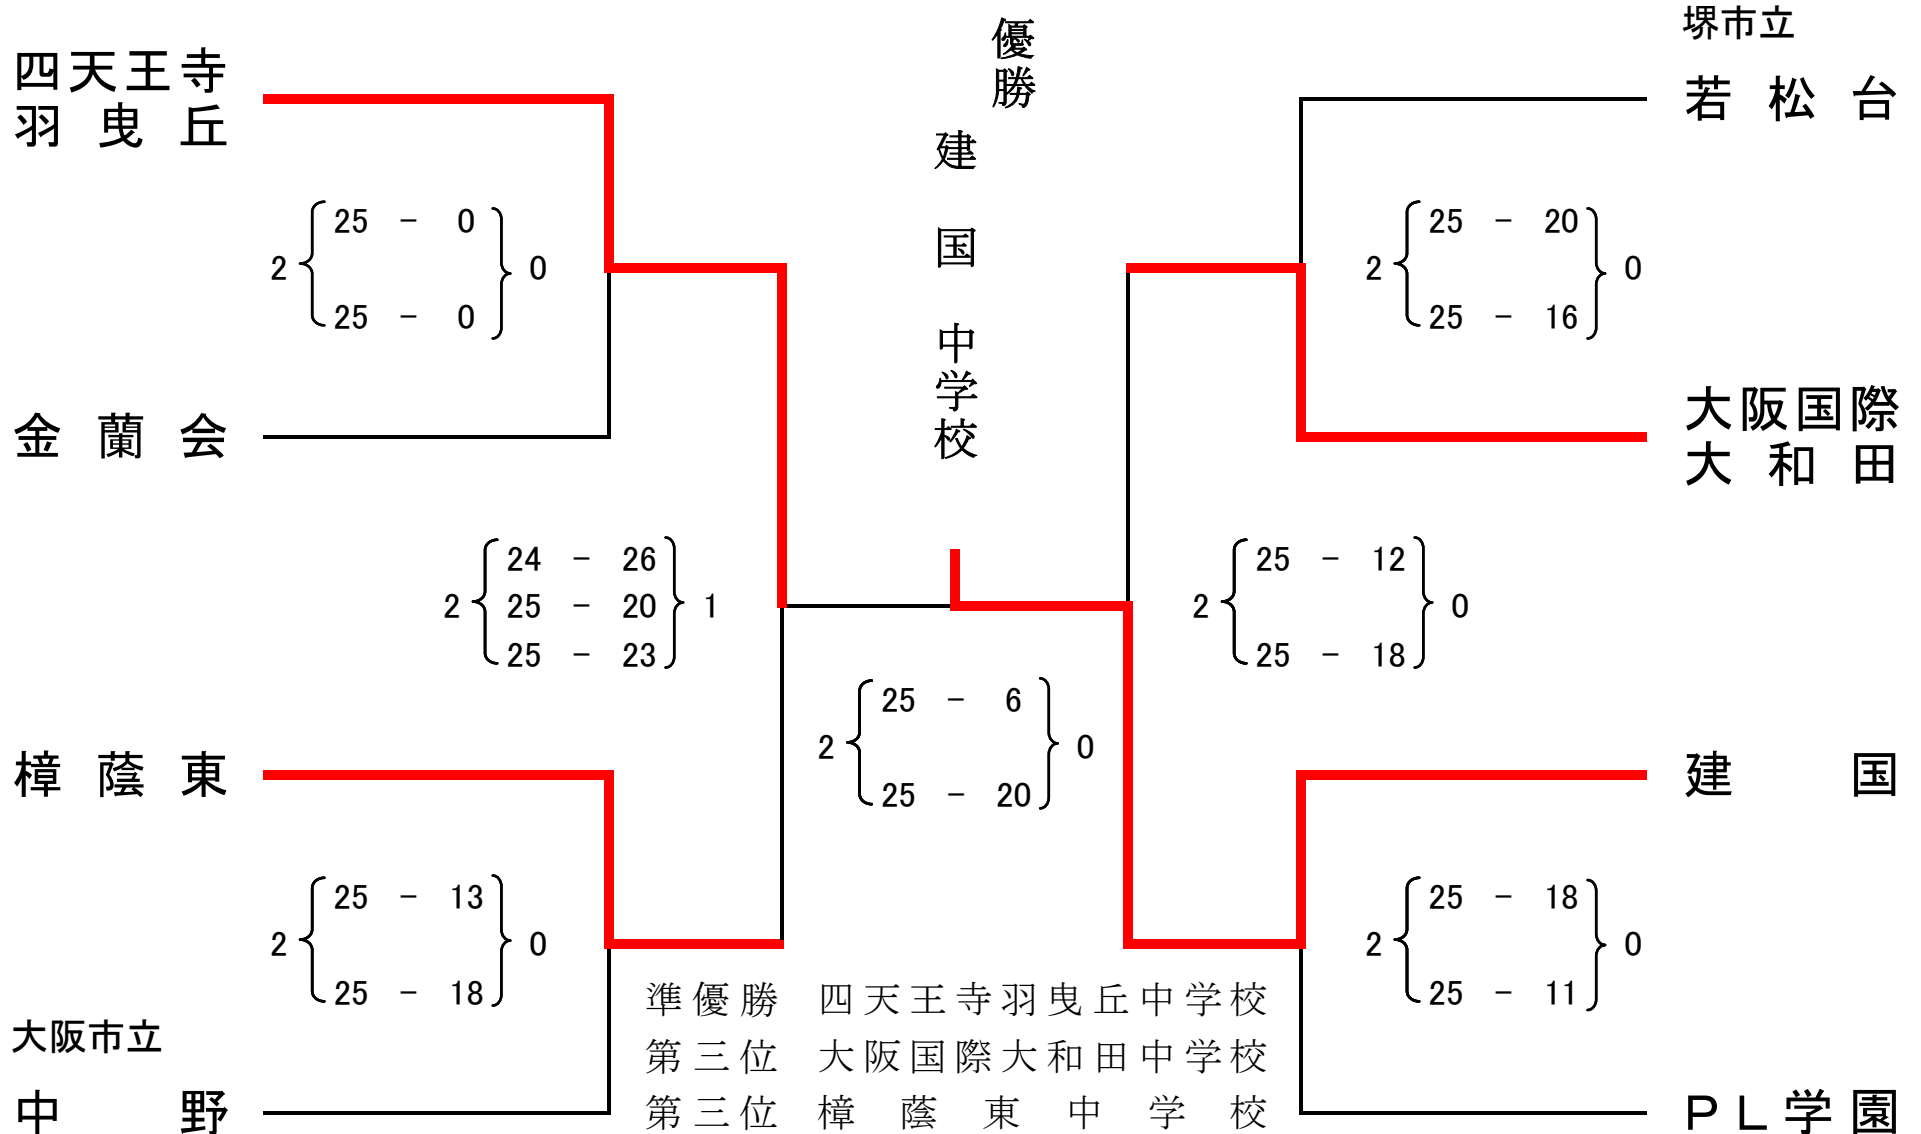 優勝
建国中学校
四天王寺
羽曳丘
2 25 - 0 0
25 - 0
金蘭会
2 24 - 26 1
25 - 20
25 - 23
樟蔭東
2 25 - 13 0
25 - 18
大阪市立
中野
2 25 - 6 0
25 - 20
堺市立
若松台
2 25 - 20 0
25 - 16
大阪国際
大和田
2 25 - 12 0
25 - 18
建国
2 25 - 18 0
25 - 11
PL学園
準優勝 四天王寺羽曳丘中学校
第三位 大阪国際大和田中学校
第三位 樟蔭東中学校